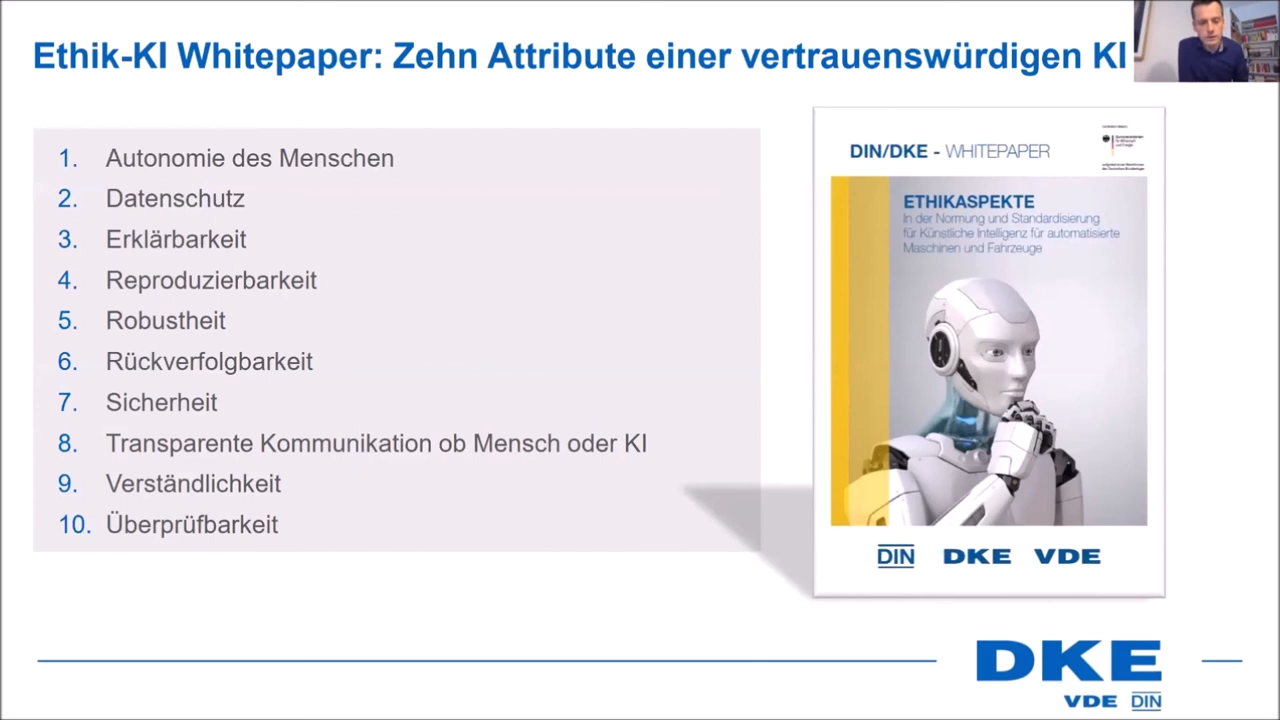 Ethik-KI Whitepaper: Zehn Attribute einer vertrauenswürdigen KI
1. Autonomie des Menschen
2. Datenschutz
3. Erklärbarkeit
4. Reproduzierbarkeit
5. Robustheit
6. Rückverfolgbarkeit
7. Sicherheit
8. Transparente Kommunikation ob Mensch oder KI
9. Verständlichkeit
10. Überprüfbarkeit
DIN/DKE - WHITEPAPER
ETHIKASPEKTE
In der Normung und Standardisierung
für Künstliche Intelligenz für automatisierte
Maschinen und Fahrzeuge
DIN DKE VDE
DKE
VDE DIN